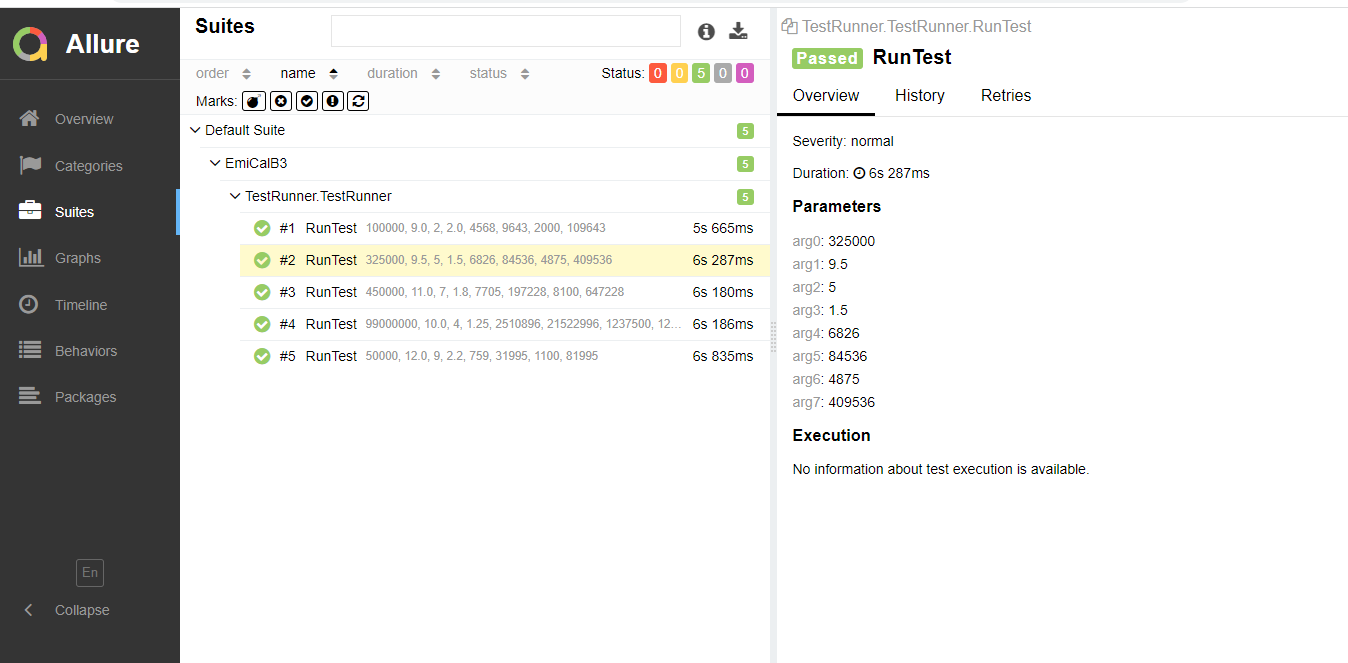 Allure
Overview
Categories
Suites
Graphs
Timeline
Behaviors
Packages
En
Collapse
Suites
order name duration status Status: 0 0 5 0 0
Marks:
Default Suite 5
EmiCalB3 5
TestRunner.TestRunner 5
#1 RunTest 100000, 9.0, 2, 2.0, 4568, 9643, 2000, 109643 5s 665ms
#2 RunTest 325000, 9.5, 5, 1.5, 6826, 84536, 4875, 409536 6s 287ms
#3 RunTest 450000, 11.0, 7, 1.8, 7705, 197228, 8100, 647228 6s 180ms
#4 RunTest 99000000, 10.0, 4, 1.25, 2510896, 21522996, 1237500, 12... 6s 186ms
#5 RunTest 50000, 12.0, 9, 2.2, 759, 31995, 1100, 81995 6s 835ms
TestRunner.TestRunner.RunTest
Passed RunTest
Overview History Retries
Severity: normal
Duration: 6s 287ms
Parameters
arg0: 325000
arg1: 9.5
arg2: 5
arg3: 1.5
arg4: 6826
arg5: 84536
arg6: 4875
arg7: 409536
Execution
No information about test execution is available.